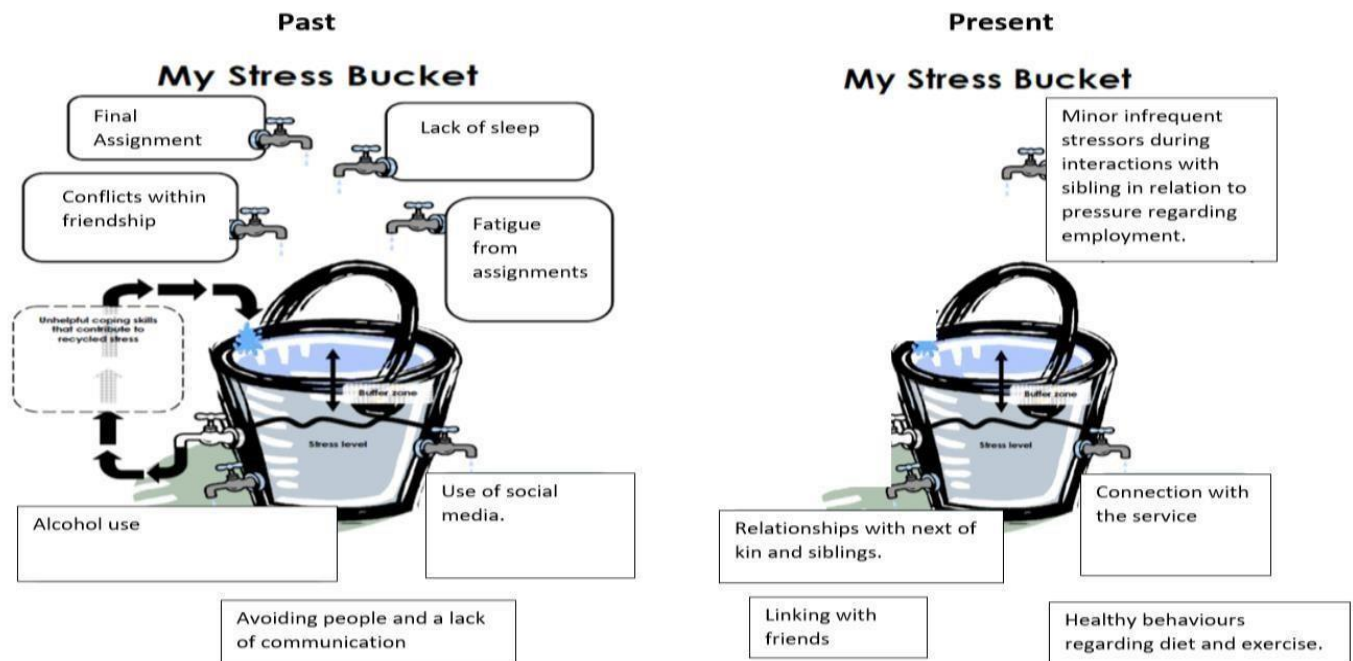 Past
My Stress Bucket
Final
Assignment
Lack of sleep
Conflicts within
friendship
Fatigue
from
assignments
Unhelpful coping skills
that contribute to
recycled stress
Buffer zone
Stress level
Use of social
media.
Alcohol use
Avoiding people and a lack
of communication
Present
My Stress Bucket
Minor infrequent
stressors during
interactions with
sibling in relation to
pressure regarding
employment.
Buffer zone
Stress level
Connection with
the service
Relationships with next of
kin and siblings.
Linking with
friends
Healthy behaviours
regarding diet and exercise.